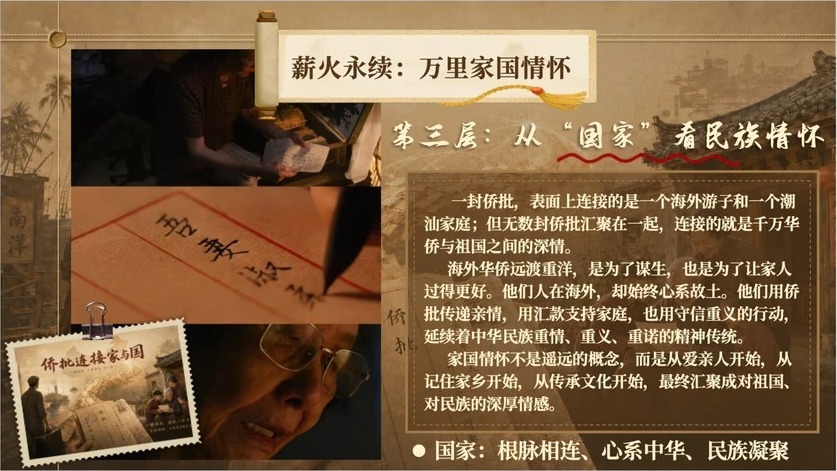 薪火永续：万里家国情怀
第三层：从“国家”看民族情怀
一封侨批，表面上连接的是一个海外游子和一个潮
汕家庭；但无数封侨批汇聚在一起，连接的就是千万华
侨与祖国之间的深情。
海外华侨远渡重洋，是为了谋生，也是为了让家人
过得更好。他们人在海外，却始终心系故土。他们用侨
批传递亲情，用汇款支持家庭，也用守信重义的行动，
延续着中华民族重情、重义、重诺的精神传统。
家国情怀不是遥远的概念，而是从爱亲人开始，从
记住家乡开始，从传承文化开始，最终汇聚成对祖国、
对民族的深厚情感。
国家：根脉相连、心系中华、民族凝聚
吾妻淑
侨批连接家与国
南洋
侨批